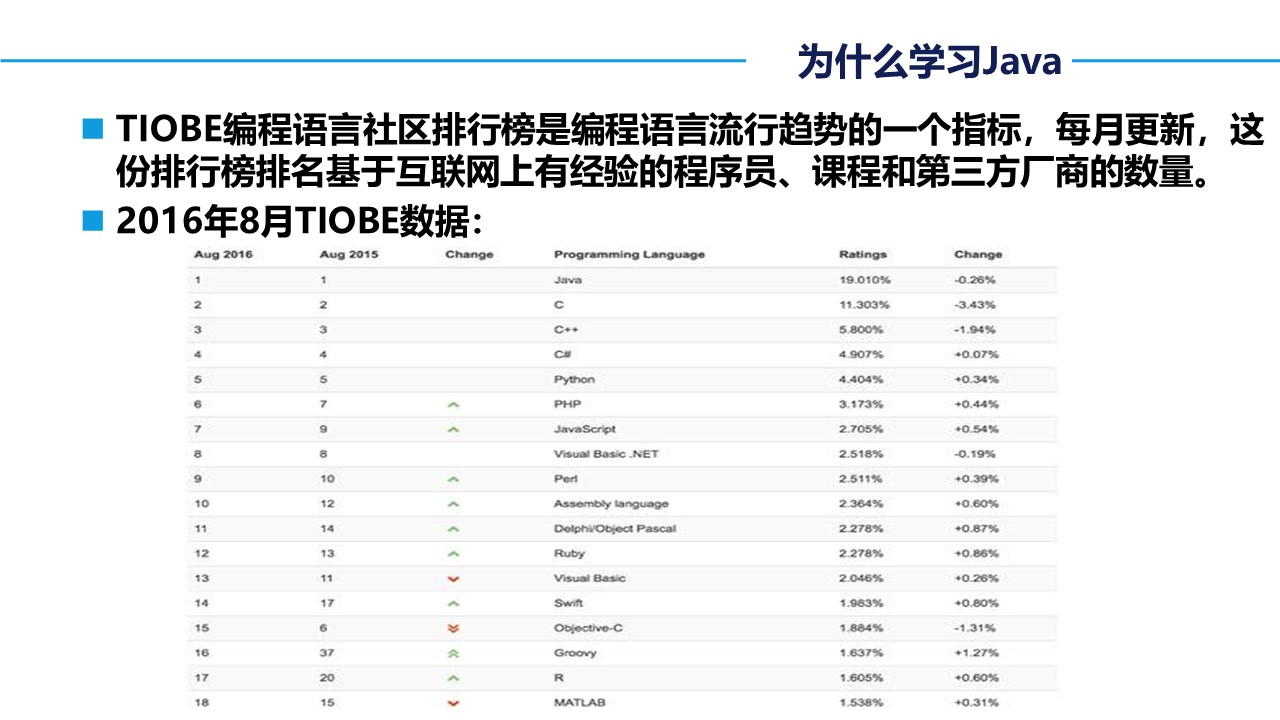 为什么学习Java
TIOBE编程语言社区排行榜是编程语言流行趋势的一个指标，每月更新，这
份排行榜排名基于互联网上有经验的程序员、课程和第三方厂商的数量。
2016年8月TIOBE数据：
Aug 2016 Aug 2015 Change Programming Language Ratings Change
1 1 Java 19.010% -0.26%
2 2 C 11.303% -3.43%
3 3 C++ 5.800% -1.94%
4 4 C# 4.907% +0.07%
5 5 Python 4.404% +0.34%
6 7 PHP 3.173% +0.44%
7 9 JavaScript 2.705% +0.54%
8 8 Visual Basic .NET 2.518% -0.19%
9 10 Perl 2.511% +0.39%
10 12 Assembly language 2.364% +0.60%
11 14 Delphi/Object Pascal 2.278% +0.87%
12 13 Ruby 2.278% +0.86%
13 11 Visual Basic 2.046% +0.26%
14 17 Swift 1.983% +0.80%
15 6 Objective-C 1.884% -1.31%
16 37 Groovy 1.637% +1.27%
17 20 R 1.605% +0.60%
18 15 MATLAB 1.538% +0.31%